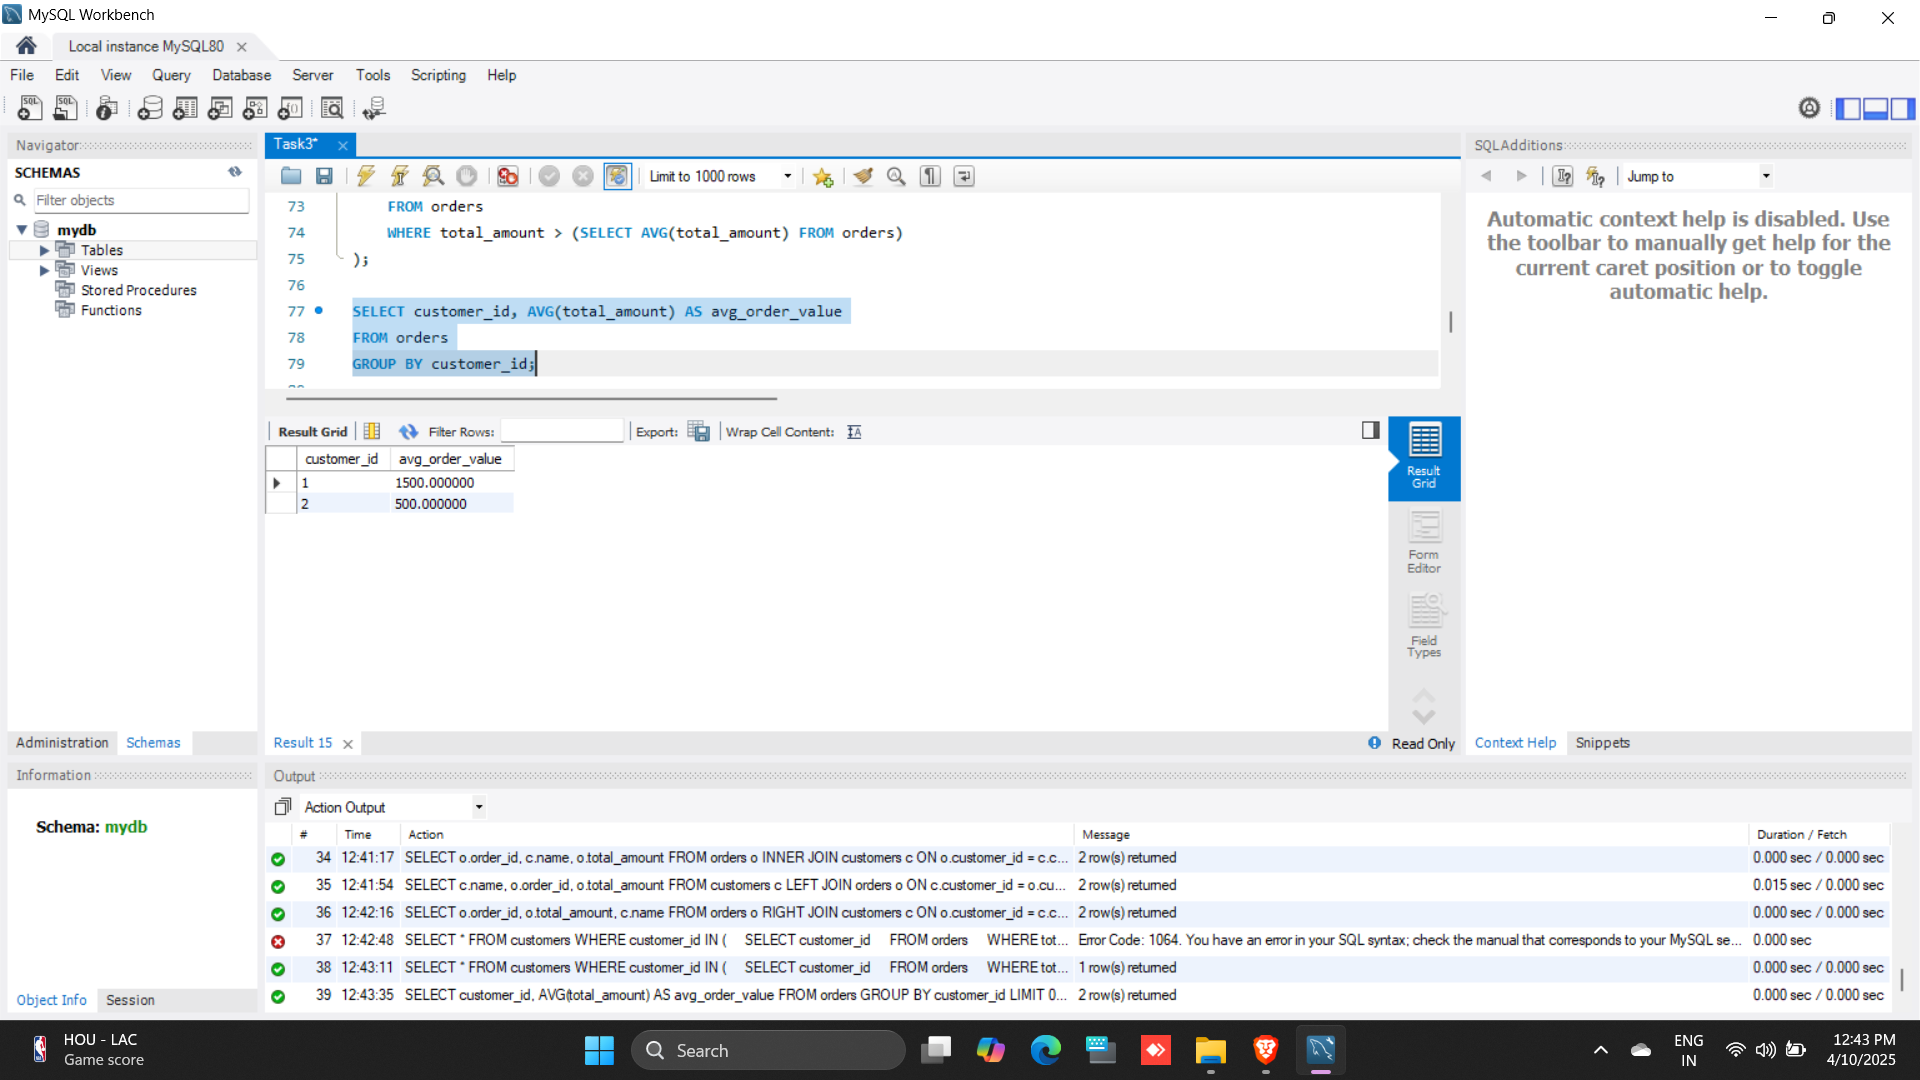 MySQL Workbench
Local instance MySQL80
File Edit View Query Database Server Tools Scripting Help
Navigator
SCHEMAS
Filter objects
mydb
Tables
Views
Stored Procedures
Functions
Administration Schemas
Information
Schema: mydb
Object Info Session
Task3*
Limit to 1000 rows
73 FROM orders
74 WHERE total_amount > (SELECT AVG(total_amount) FROM orders)
75 );
76
77 SELECT customer_id, AVG(total_amount) AS avg_order_value
78 FROM orders
79 GROUP BY customer_id;
Result Grid Filter Rows: Export: Wrap Cell Content:
customer_id avg_order_value
1 1500.000000
2 500.000000
Result
Grid
Form
Editor
Field
Types
Result 15
Read Only
SQLAdditions
Jump to
Automatic context help is disabled. Use
the toolbar to manually get help for the
current caret position or to toggle
automatic help.
Context Help Snippets
Output
Action Output
# Time Action Message Duration / Fetch
34 12:41:17 SELECT o.order_id, c.name, o.total_amount FROM orders o INNER JOIN customers c ON o.customer_id = c.c... 2 row(s) returned 0.000 sec / 0.000 sec
35 12:41:54 SELECT c.name, o.order_id, o.total_amount FROM customers c LEFT JOIN orders o ON c.customer_id = o.cu... 2 row(s) returned 0.015 sec / 0.000 sec
36 12:42:16 SELECT o.order_id, o.total_amount, c.name FROM orders o RIGHT JOIN customers c ON o.customer_id = c.c... 2 row(s) returned 0.000 sec / 0.000 sec
37 12:42:48 SELECT * FROM customers WHERE customer_id IN ( SELECT customer_id FROM orders WHERE tot... Error Code: 1064. You have an error in your SQL syntax; check the manual that corresponds to your MySQL se... 0.000 sec
38 12:43:11 SELECT * FROM customers WHERE customer_id IN ( SELECT customer_id FROM orders WHERE tot... 1 row(s) returned 0.000 sec / 0.000 sec
39 12:43:35 SELECT customer_id, AVG(total_amount) AS avg_order_value FROM orders GROUP BY customer_id LIMIT 0... 2 row(s) returned 0.000 sec / 0.000 sec
HOU - LAC
Game score
Search
ENG
IN
12:43 PM
4/10/2025